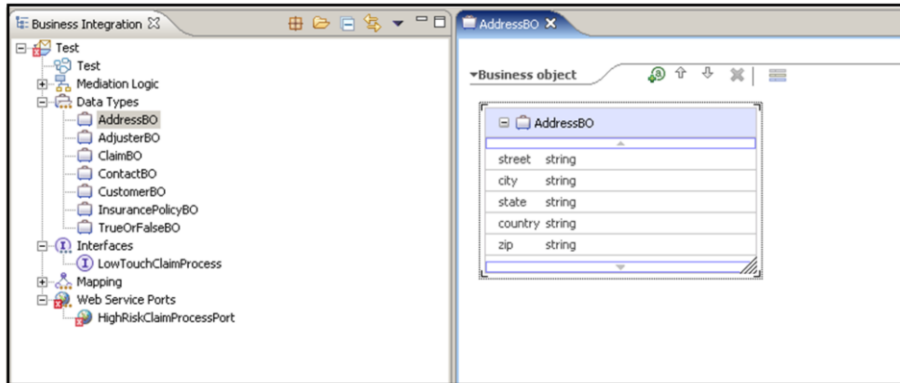 Business Integration
Test
Test
Mediation Logic
Data Types
AddressBO
AdjusterBO
ClaimBO
ContactBO
CustomerBO
InsurancePolicyBO
TrueOrFalseBO
Interfaces
LowTouchClaimProcess
Mapping
Web Service Ports
HighRiskClaimProcessPort
AddressBO
Business object
AddressBO
street string
city string
state string
country string
zip string